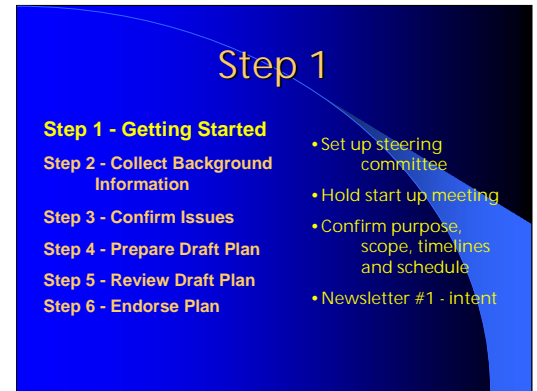 Step 1
Step 1 - Getting Started
Step 2 - Collect Background
Information
Step 3 - Confirm Issues
Step 4 - Prepare Draft Plan
Step 5 - Review Draft Plan
Step 6 - Endorse Plan
• Set up steering
committee
• Hold start up meeting
• Confirm purpose,
scope, timelines
and schedule
• Newsletter #1 - intent